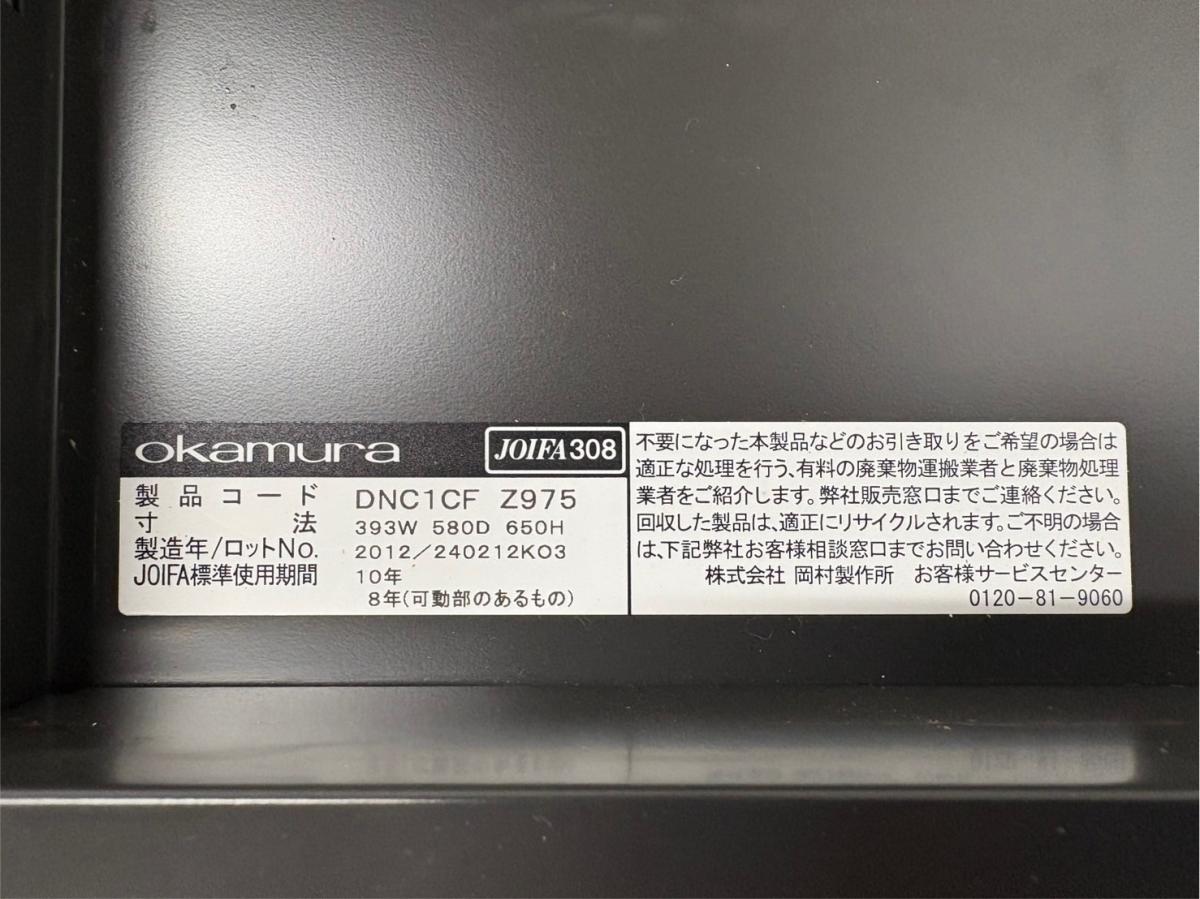 okamura JOIFA308
製品コード DNC1CF Z975
寸法 393W 580D 650H
製造年/ロットNo. 2012/240212K03
JOIFA標準使用期間 10年
8年(可動部のあるもの)
不要になった本製品などのお引き取りをご希望の場合は
適正な処理を行う、有料の廃棄物運搬業者と廃棄物処理
業者をご紹介します。弊社販売窓口までご連絡ください。
回収した製品は、適正にリサイクルされます。ご不明の場合
は、下記弊社お客様相談窓口までお問い合わせください。
株式会社 岡村製作所 お客様サービスセンター
0120-81-9060